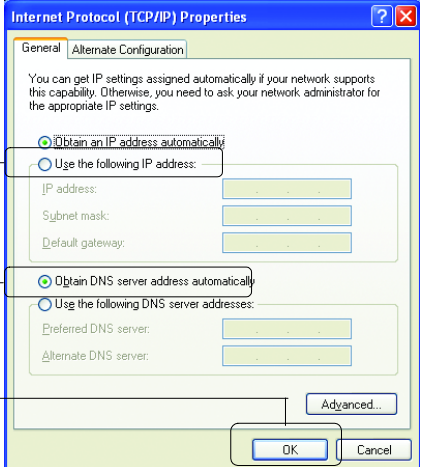 Internet Protocol (TCP/IP) Properties
General Alternate Configuration
You can get IP settings assigned automatically if your network supports
this capability. Otherwise, you need to ask your network administrator for
the appropriate IP settings.
Obtain an IP address automatically
Use the following IP address:
IP address:
Subnet mask:
Default gateway:
Obtain DNS server address automatically
Use the following DNS server addresses:
Preferred DNS server:
Alternate DNS server:
Advanced...
OK Cancel